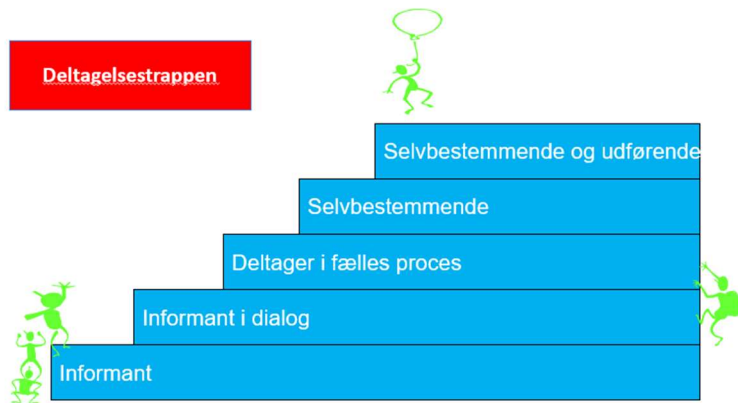 Deltagelsestrappen
Selvbestemmende og udførende
Selvbestemmende
Deltager i fælles proces
Informant i dialog
Informant